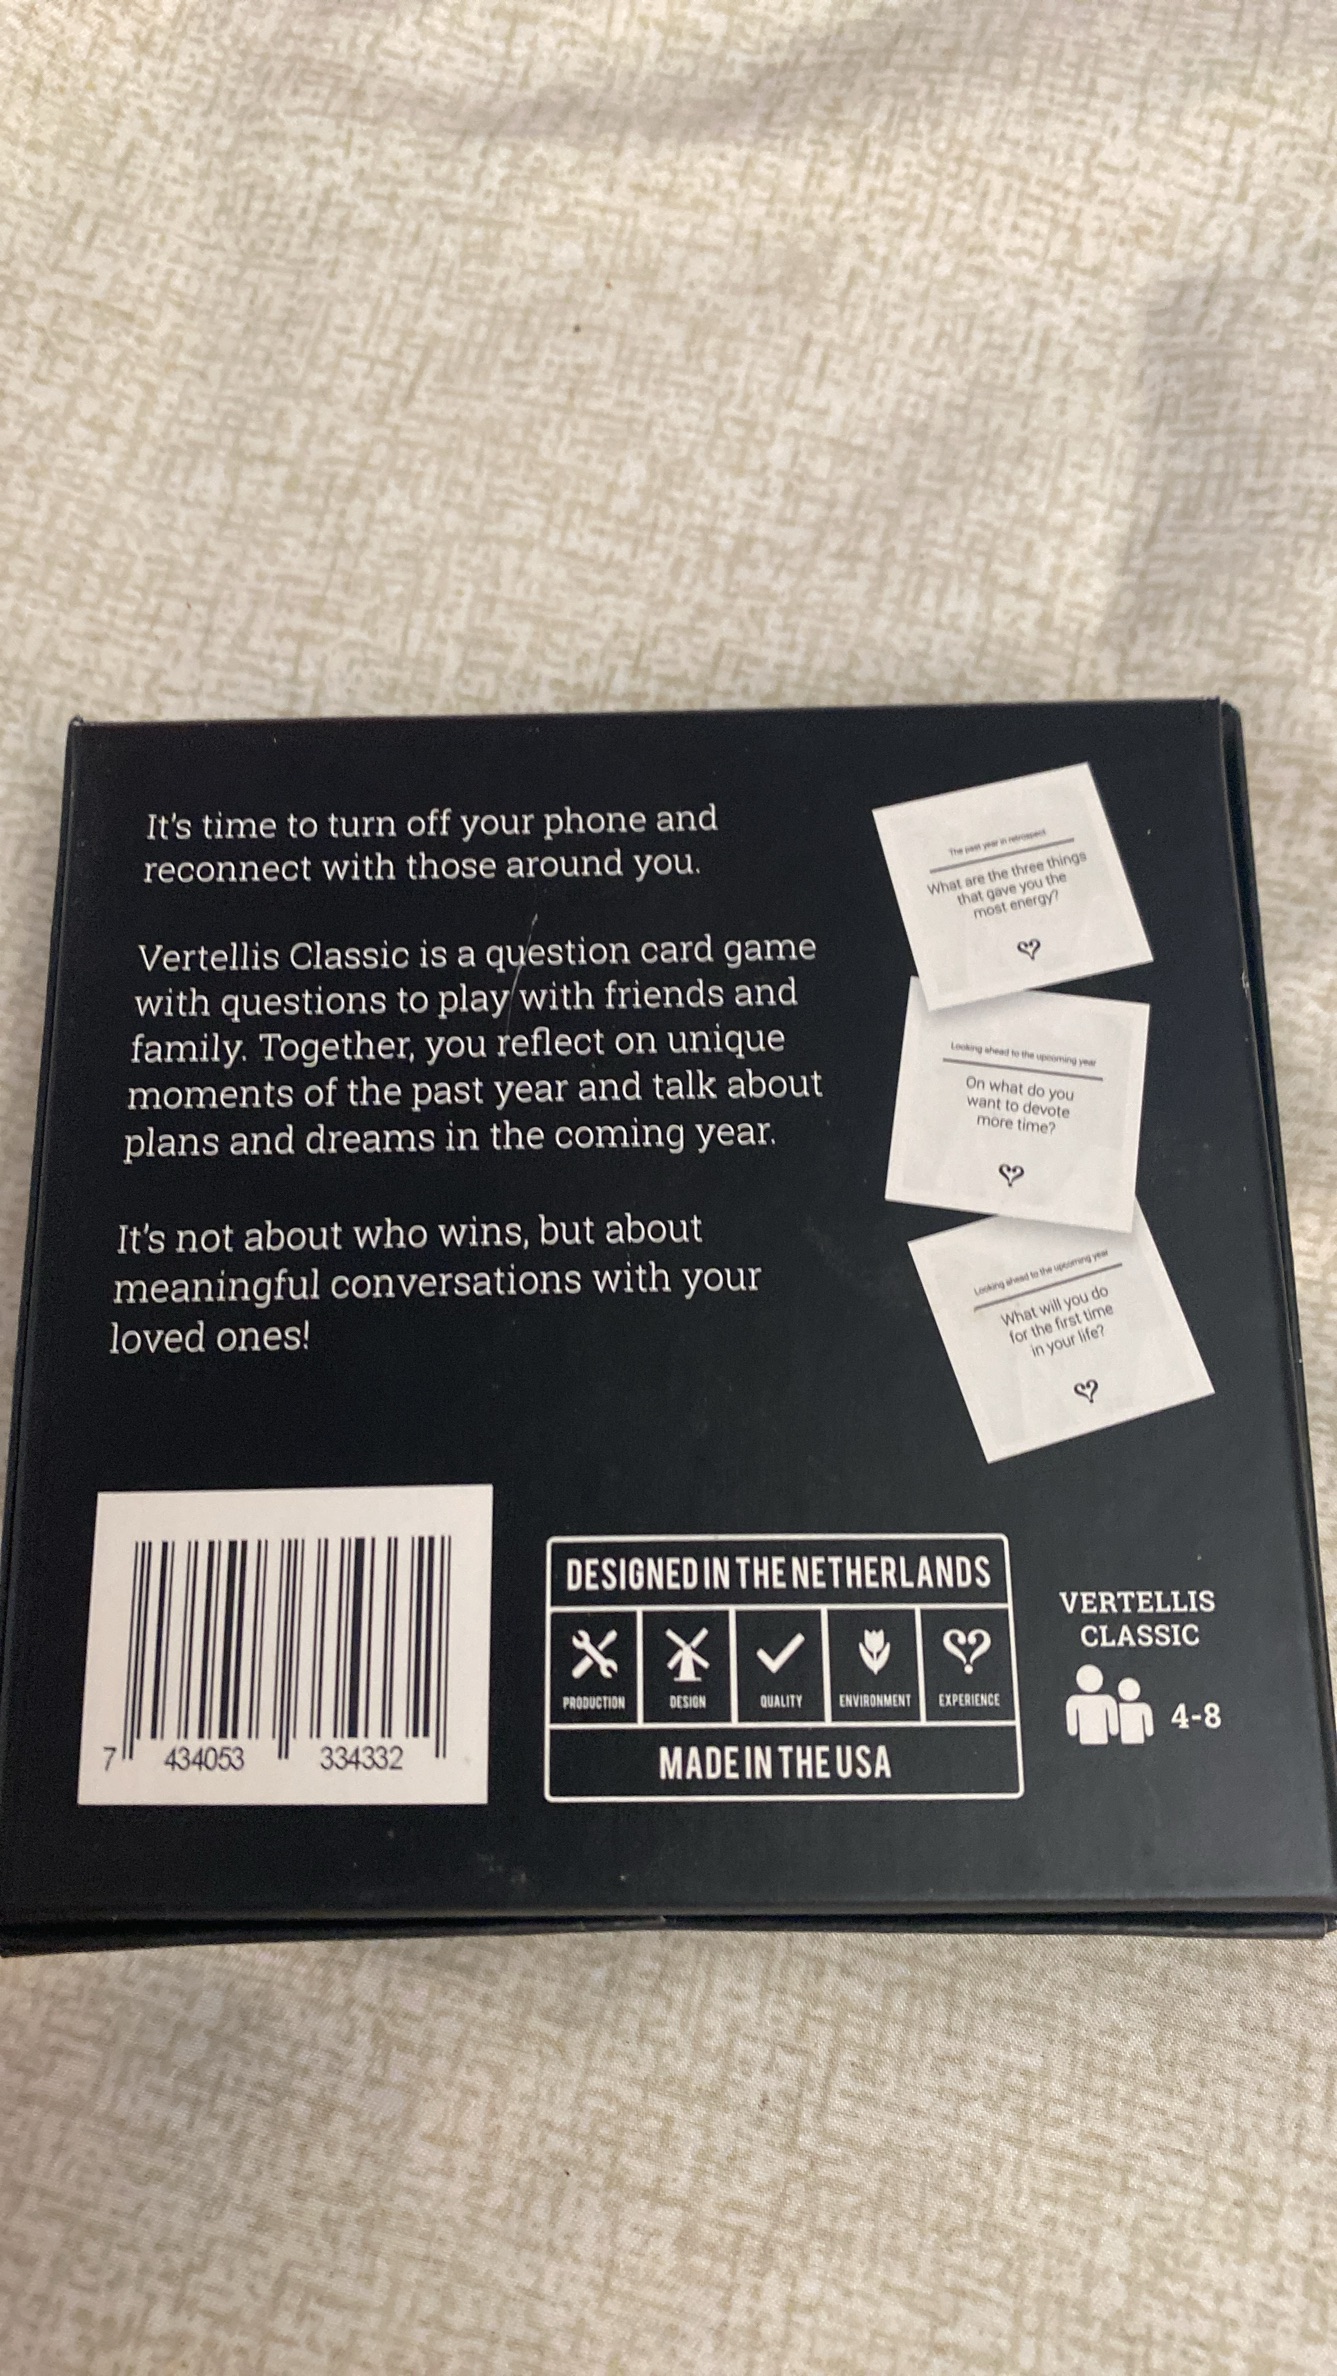 It's time to turn off your phone and
reconnect with those around you.
Vertellis Classic is a question card game
with questions to play with friends and
family. Together, you reflect on unique
moments of the past year and talk about
plans and dreams in the coming year.
It's not about who wins, but about
meaningful conversations with your
loved ones!
The past year in retrospect
What are the three things
that gave you the
most energy?
Looking ahead to the upcoming year
On what do you
want to devote
more time?
Looking ahead to the upcoming year
What will you do
for the first time
in your life?
7 434053 334332
DESIGNED IN THE NETHERLANDS
PRODUCTION DESIGN QUALITY ENVIRONMENT EXPERIENCE
MADE IN THE USA
VERTELLIS
CLASSIC
4-8